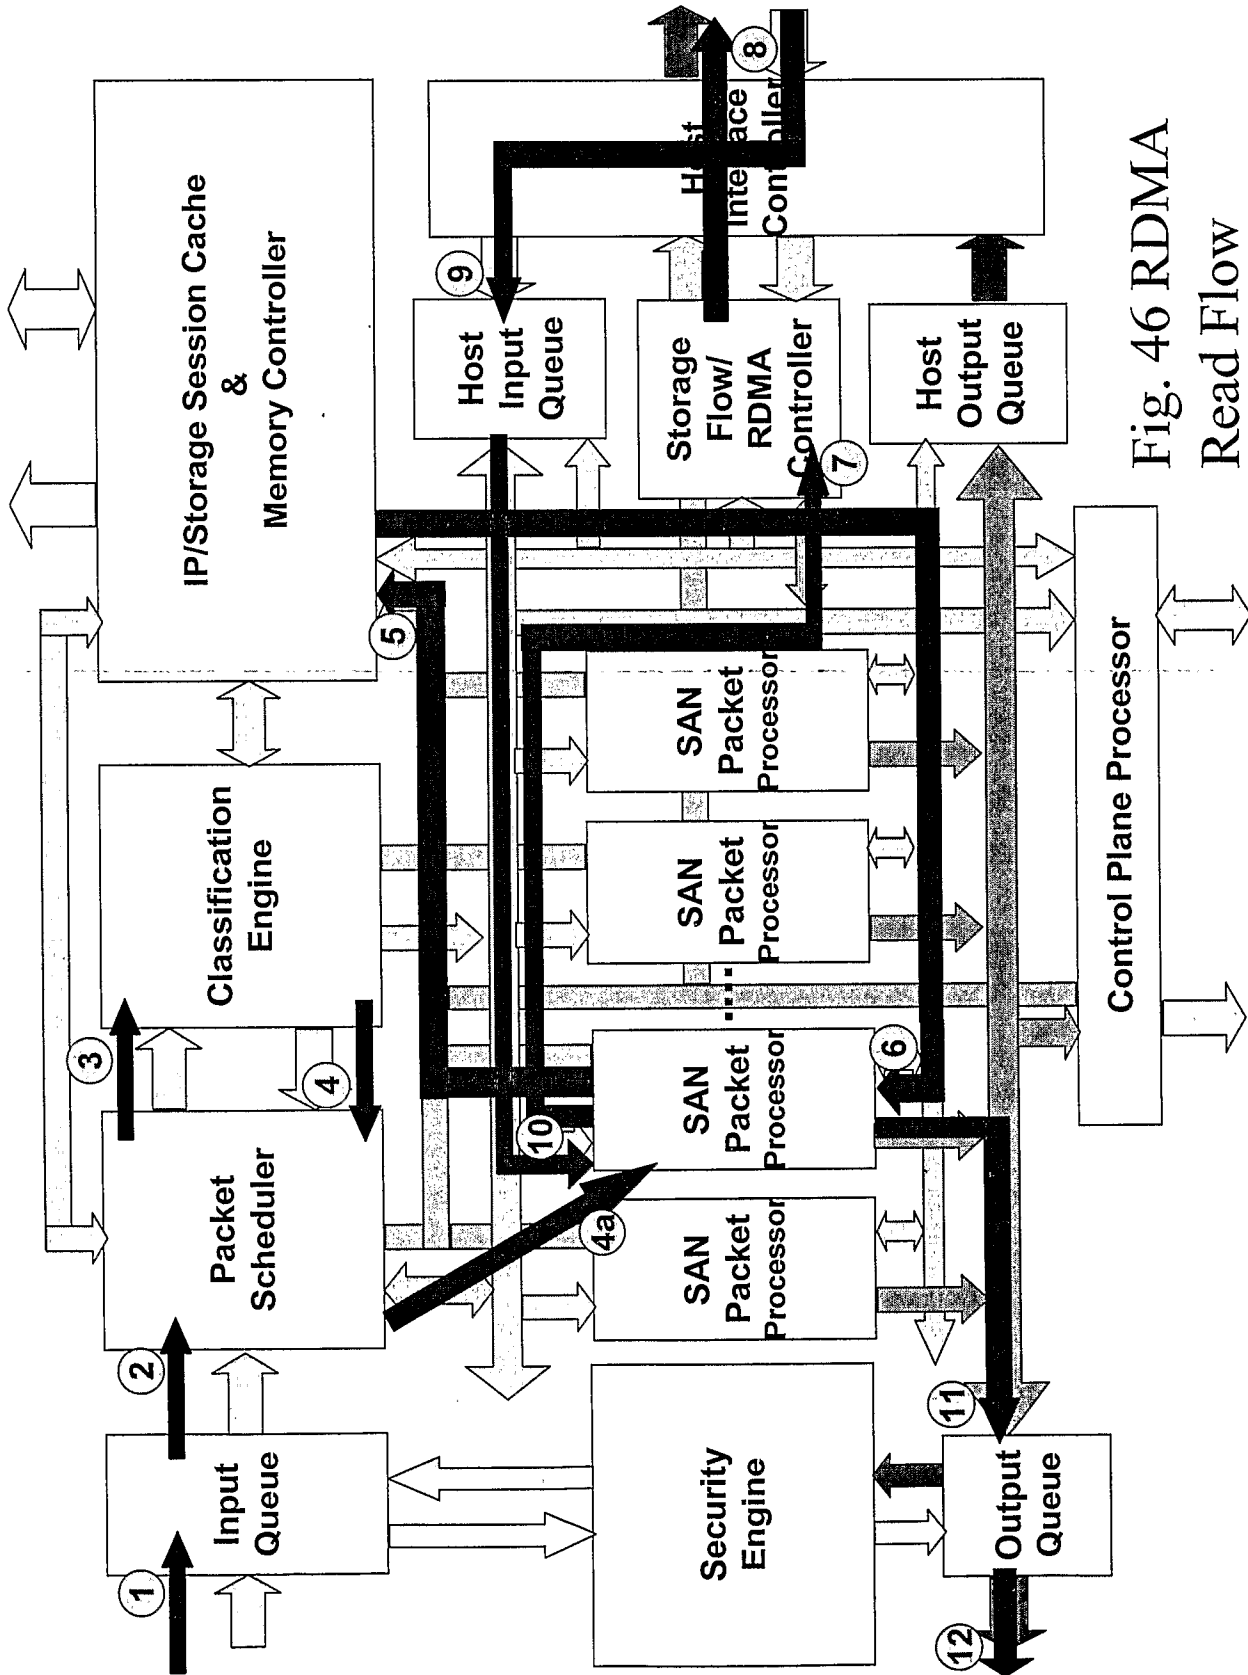 1
Input
Queue
2
Packet
Scheduler
3
4
Classification
Engine
IP/Storage Session Cache
&
Memory Controller
5
Security
Engine
4a
SAN
Packet
Processor
10
SAN
Packet
Processor
6
SAN
Packet
Processor
SAN
Packet
Processor
9
Host
Input
Queue
Storage
Flow/
RDMA
Controller
7
Host
Output
Queue
8
Host
Interface
Controller
11
Output
Queue
12
Control Plane Processor
Fig. 46 RDMA
Read Flow